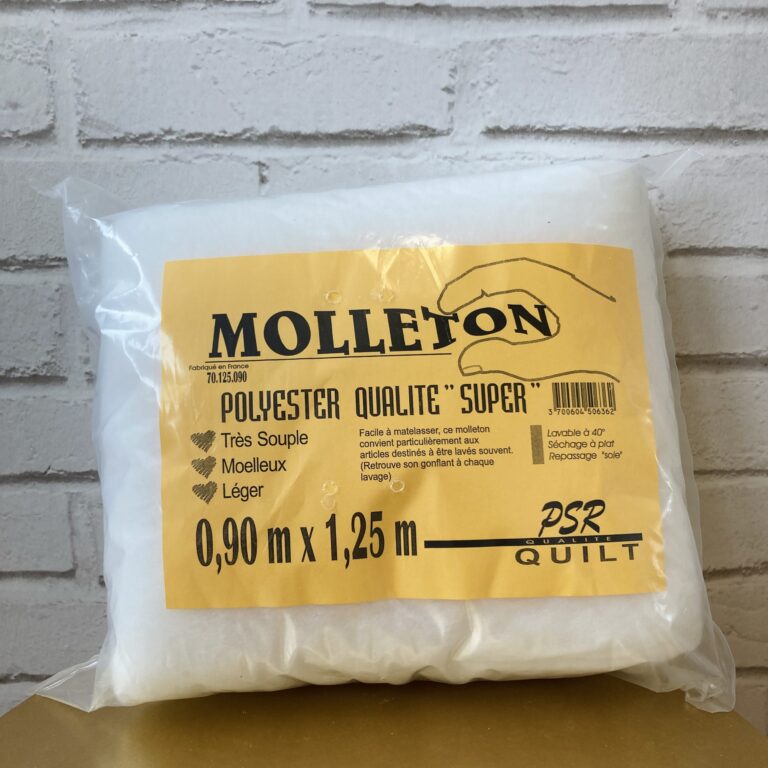 MOLLETON
Fabriqué en France
70.125.090
POLYESTER QUALITE "SUPER"
3 700604 506362
Très Souple
Moelleux
Léger
Facile à matelasser, ce molleton
convient particulièrement aux
articles destinés à être lavés souvent.
(Retrouve son gonflant à chaque
lavage)
Lavable à 40°
Séchage à plat
Repassage "soie"
0,90 m x 1,25 m
PSR
QUALITE
QUILT